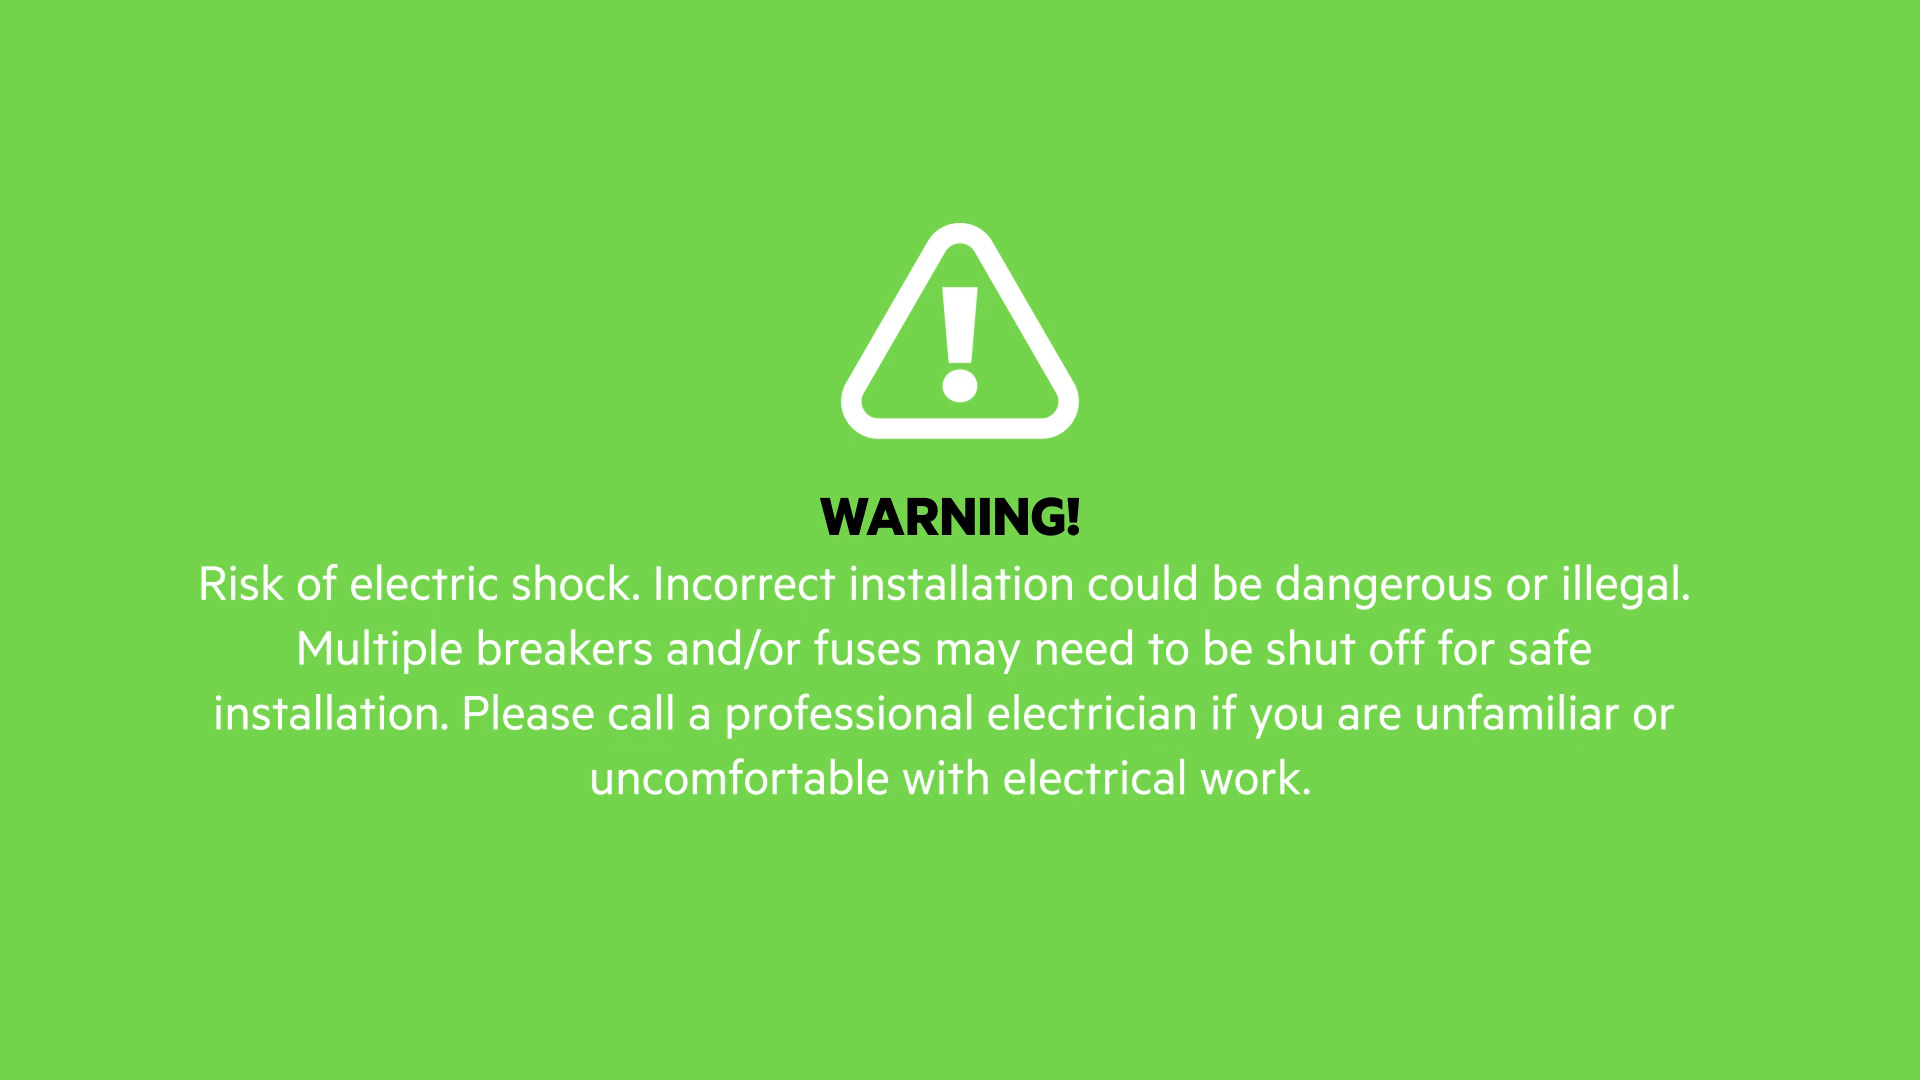 WARNING!
Risk of electric shock. Incorrect installation could be dangerous or illegal.
Multiple breakers and/or fuses may need to be shut off for safe
installation. Please call a professional electrician if you are unfamiliar or
uncomfortable with electrical work.